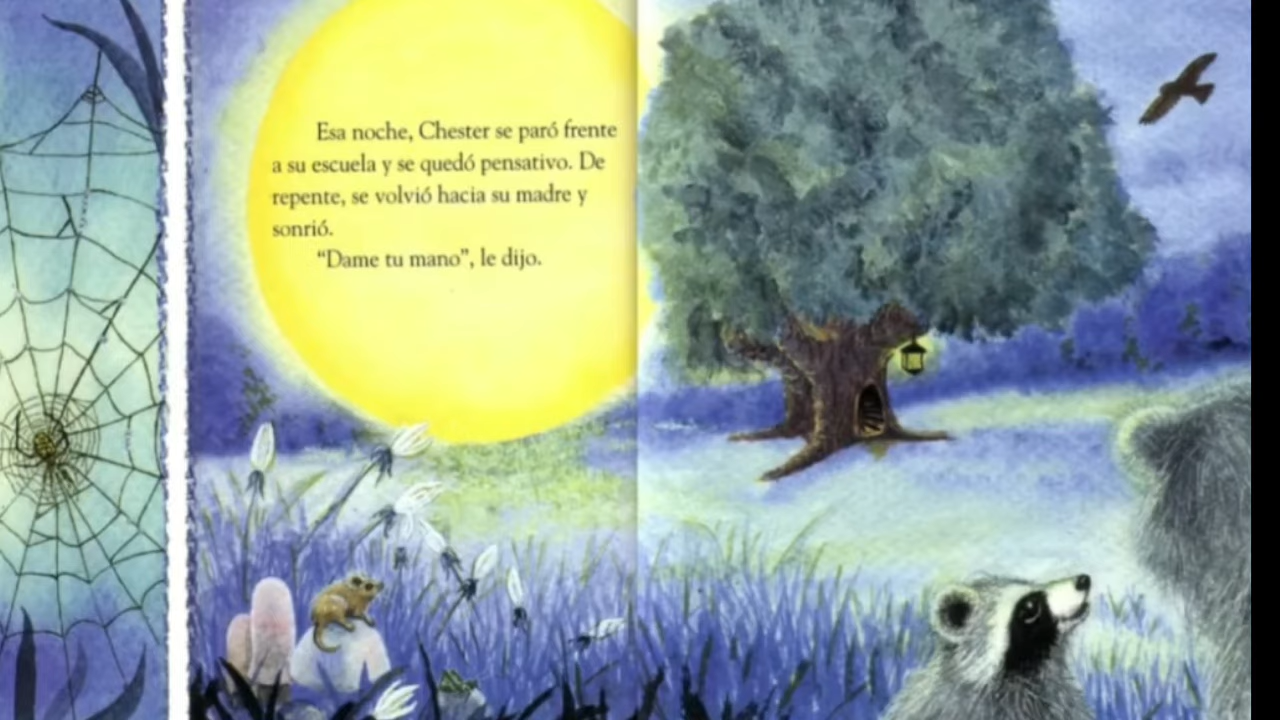 Esa noche, Chester se paró frente
a su escuela y se quedó pensativo. De
repente, se volvió hacia su madre y
sonrió.
“Dame tu mano”, le dijo.